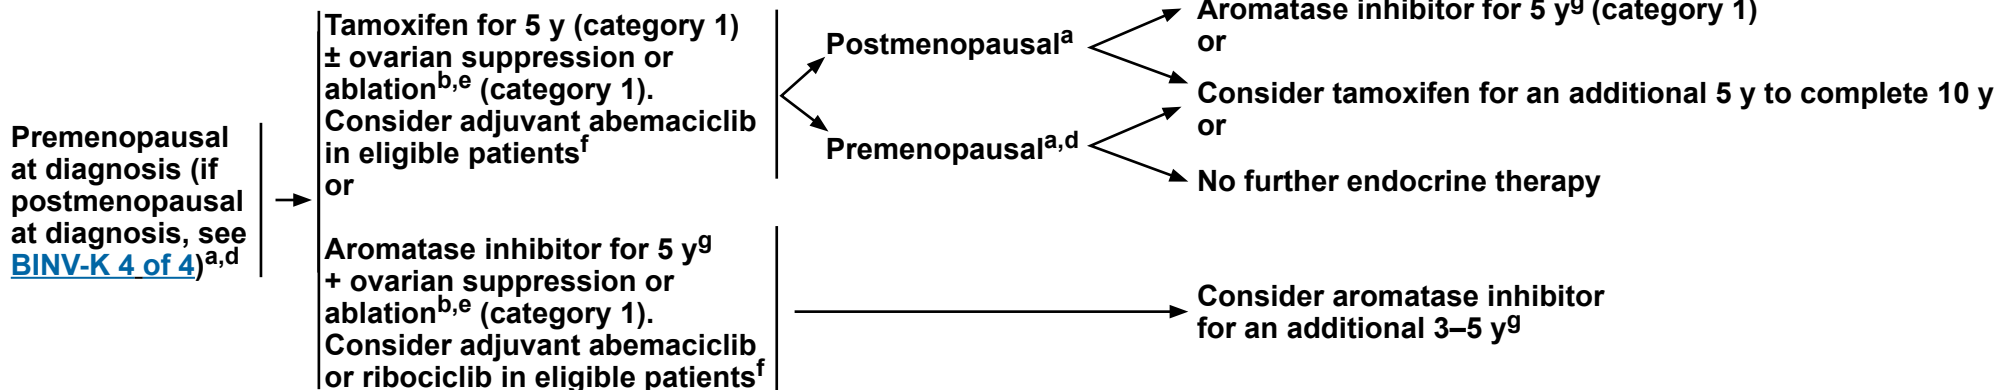 Premenopausal
at diagnosis (if
postmenopausal
at diagnosis, see
BINV-K 4 of 4)a,d
Tamoxifen for 5 y (category 1)
± ovarian suppression or
ablationb,e (category 1).
Consider adjuvant abemaciclib
in eligible patientsf
or
Aromatase inhibitor for 5 yg
+ ovarian suppression or
ablationb,e (category 1).
Consider adjuvant abemaciclib
or ribociclib in eligible patientsf
Postmenopausala
Premenopausala,d
Aromatase inhibitor for 5 yg (category 1)
or
Consider tamoxifen for an additional 5 y to complete 10 y
or
No further endocrine therapy
Consider aromatase inhibitor
for an additional 3–5 yg